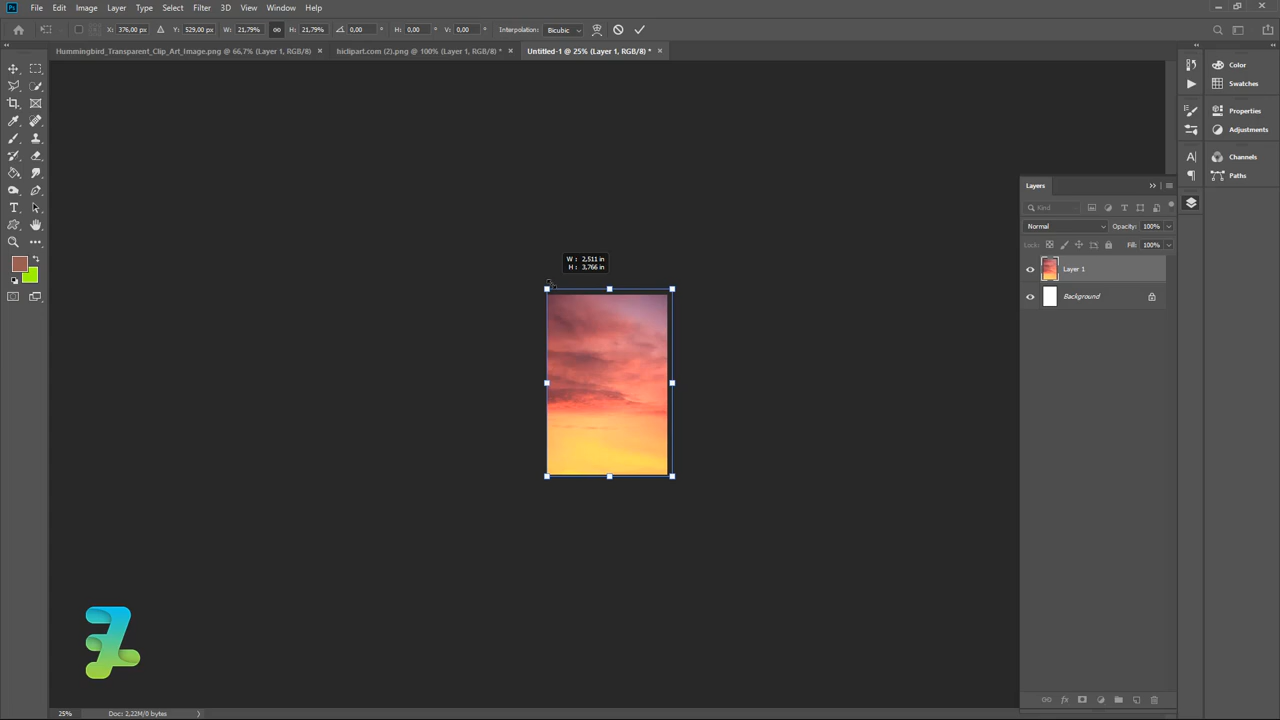 Ps File Edit Image Layer Type Select Filter 3D View Window Help
X: 376,00 px Y: 529,00 px W: 21,79% H: 21,79% 0,00 ° H: 0,00 ° V: 0,00 ° Interpolation: Bicubic
Hummingbird_Transparent_Clip_Art_Image.png @ 66,7% (Layer 1, RGB/8) × hiclipart.com (2).png @ 100% (Layer 1, RGB/8) * × Untitled-1 @ 25% (Layer 1, RGB/8) * ×
Color
Swatches
Properties
Adjustments
Channels
Paths
Layers
Kind
Normal Opacity: 100%
Lock: Fill: 100%
Layer 1
Background
W : 2,511 in
H : 3,766 in
25% Doc: 2,22M/0 bytes